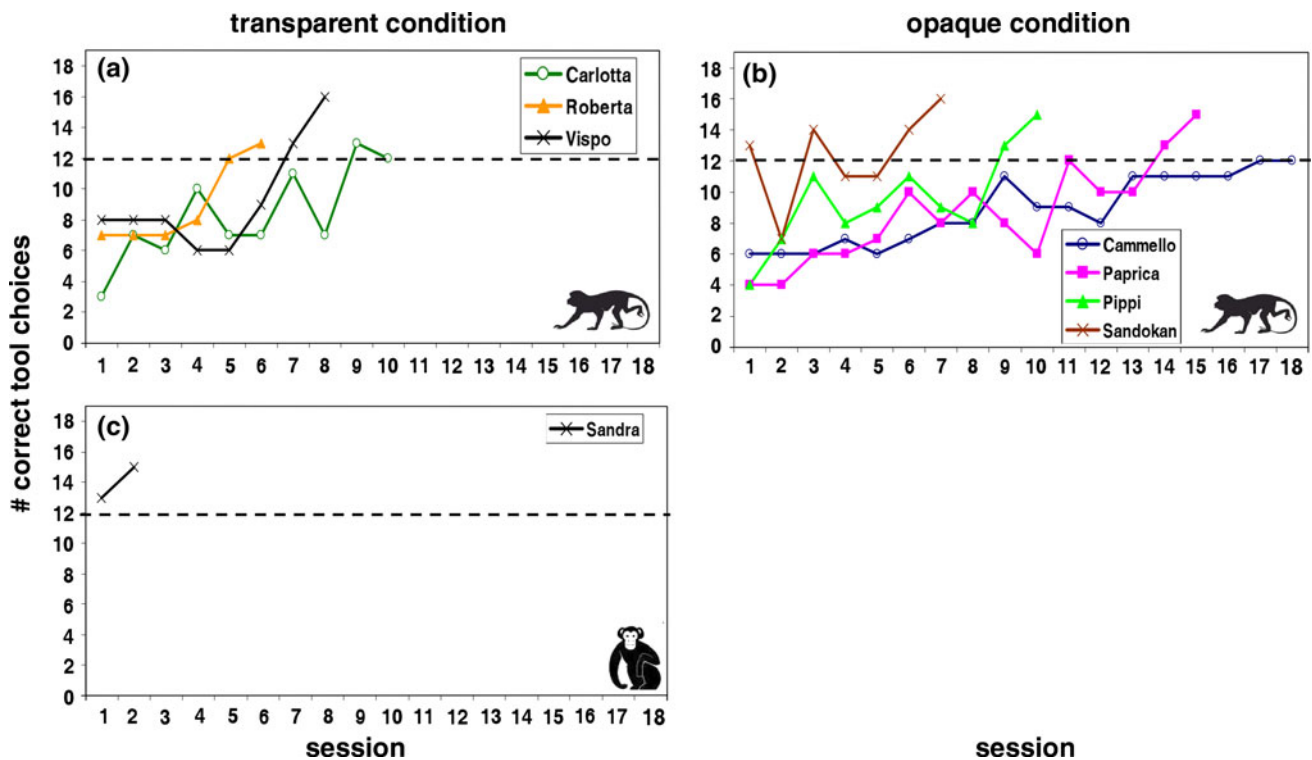 transparent condition
opaque condition
# correct tool choices
(a)
18
16
14
12
10
8
6
4
2
0
Carlotta
Roberta
Vispo
1 2 3 4 5 6 7 8 9 10 11 12 13 14 15 16 17 18
(b)
18
16
14
12
10
8
6
4
2
0
Cammello
Paprica
Pippi
Sandokan
1 2 3 4 5 6 7 8 9 10 11 12 13 14 15 16 17 18
(c)
18
16
14
12
10
8
6
4
2
0
Sandra
1 2 3 4 5 6 7 8 9 10 11 12 13 14 15 16 17 18
session
session